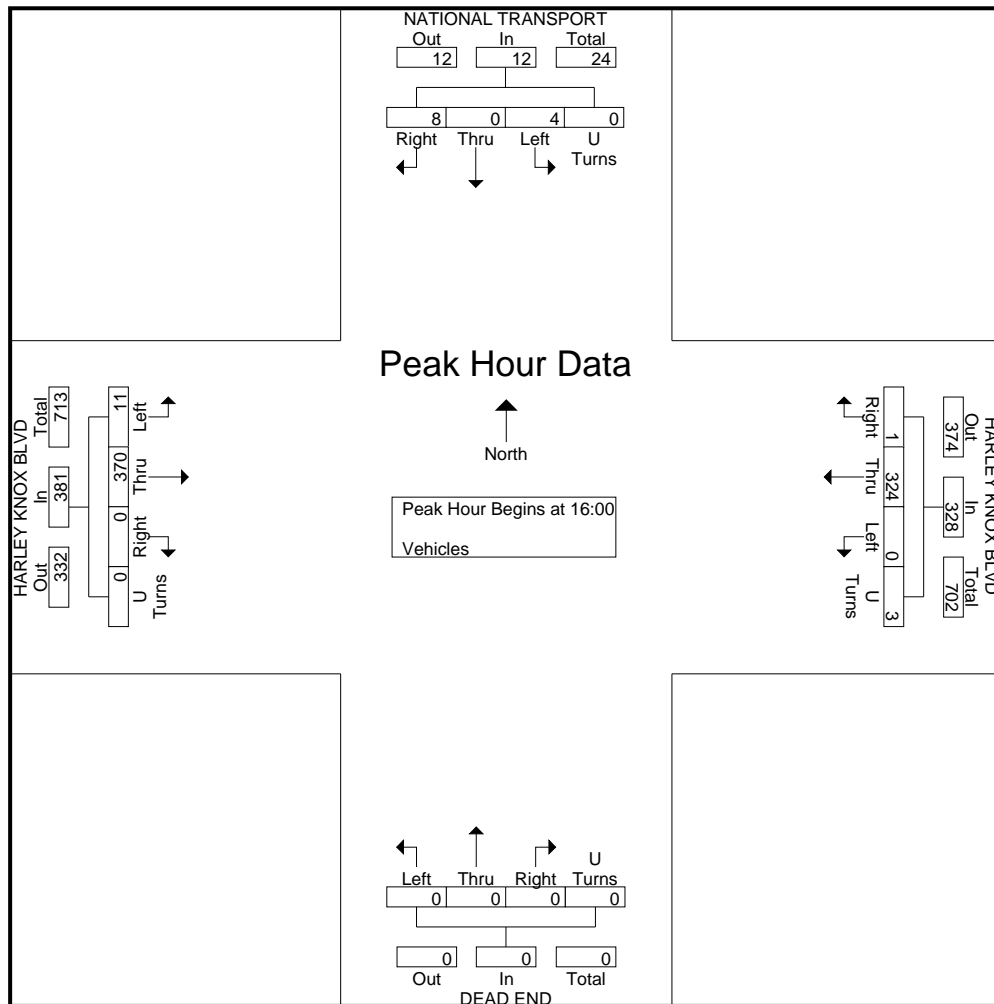 NATIONAL TRANSPORT
Out In Total
12 12 24
8 0 4 0
Right Thru Left U
Turns
Peak Hour Data
North
Peak Hour Begins at 16:00
Vehicles
HARLEY KNOX BLVD
Out In Total
332 381 713
11 370 0 0
Left Thru Right U
Turns
HARLEY KNOX BLVD
Out In Total
374 328 702
1 324 0 3
Right Thru Left U
Turns
U
Left Thru Right Turns
0 0 0 0
0 0 0
Out In Total
DEAD END